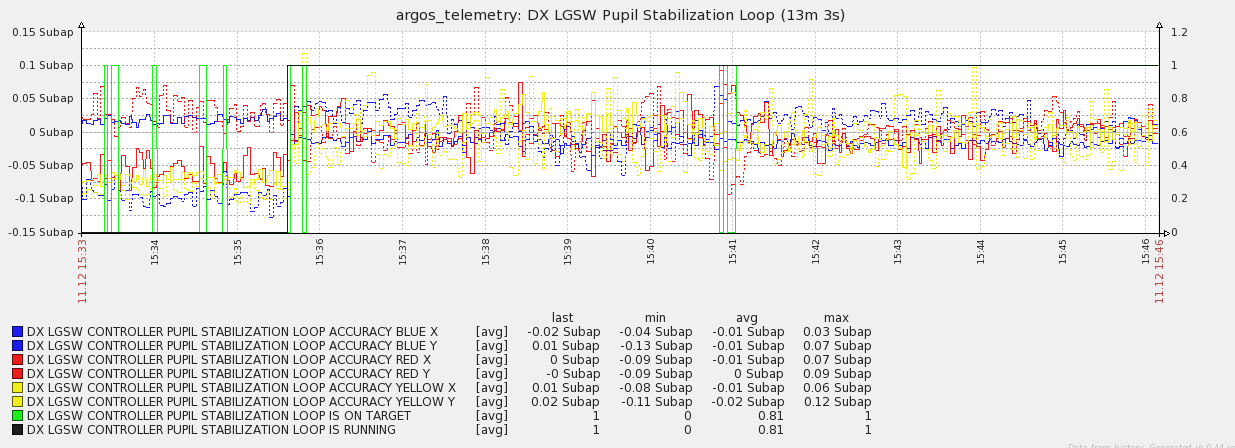 argos_telemetry: DX LGSW Pupil Stabilization Loop (13m 3s)
0.15 Subap
0.1 Subap
0.05 Subap
0 Subap
-0.05 Subap
-0.1 Subap
-0.15 Subap
1.2
1
0.8
0.6
0.4
0.2
0
11.12 15:33
15:34
15:35
15:36
15:37
15:38
15:39
15:40
15:41
15:42
15:43
15:44
15:45
15:46
11.12 15:46
last min avg max
DX LGSW CONTROLLER PUPIL STABILIZATION LOOP ACCURACY BLUE X [avg] -0.02 Subap -0.04 Subap -0.01 Subap 0.03 Subap
DX LGSW CONTROLLER PUPIL STABILIZATION LOOP ACCURACY BLUE Y [avg] 0.01 Subap -0.13 Subap -0.01 Subap 0.07 Subap
DX LGSW CONTROLLER PUPIL STABILIZATION LOOP ACCURACY RED X [avg] 0 Subap -0.09 Subap -0.01 Subap 0.07 Subap
DX LGSW CONTROLLER PUPIL STABILIZATION LOOP ACCURACY RED Y [avg] -0 Subap -0.09 Subap 0 Subap 0.09 Subap
DX LGSW CONTROLLER PUPIL STABILIZATION LOOP ACCURACY YELLOW X [avg] 0.01 Subap -0.08 Subap -0.01 Subap 0.06 Subap
DX LGSW CONTROLLER PUPIL STABILIZATION LOOP ACCURACY YELLOW Y [avg] 0.02 Subap -0.11 Subap -0.02 Subap 0.12 Subap
DX LGSW CONTROLLER PUPIL STABILIZATION LOOP IS ON TARGET [avg] 1 0 0.81 1
DX LGSW CONTROLLER PUPIL STABILIZATION LOOP IS RUNNING [avg] 1 0 0.81 1